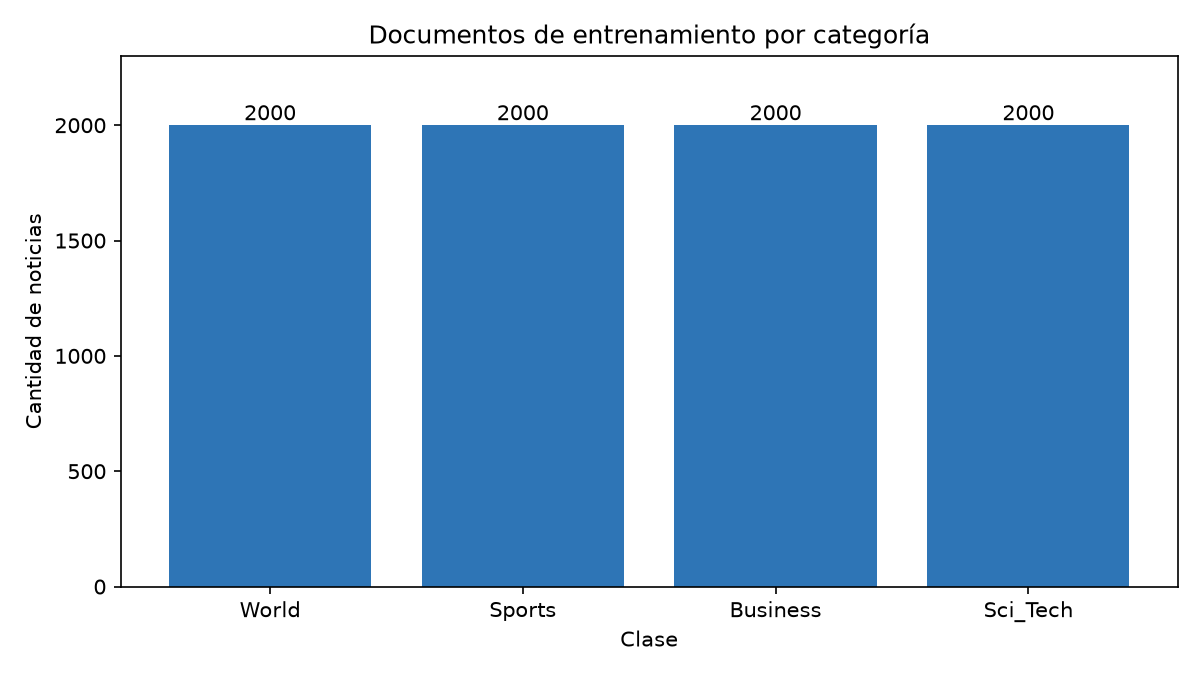 Documentos de entrenamiento por categoría
2000 2000 2000 2000
2000
1500
1000
500
0
Cantidad de noticias
World Sports Business Sci_Tech
Clase